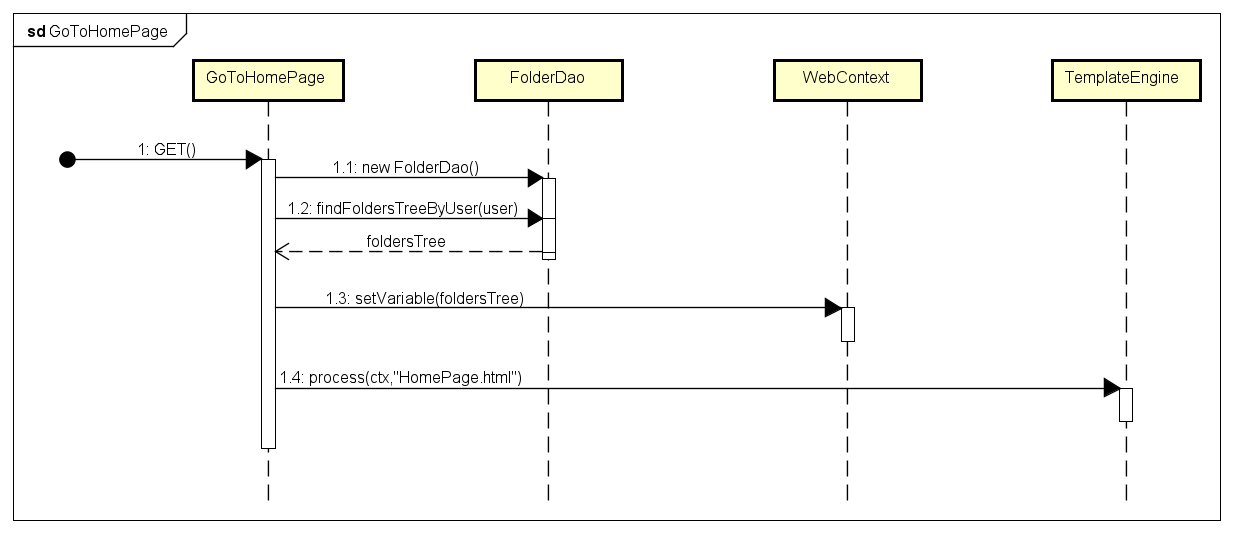 sd GoToHomePage
GoToHomePage
FolderDao
WebContext
TemplateEngine
1: GET()
1.1: new FolderDao()
1.2: findFoldersTreeByUser(user)
foldersTree
1.3: setVariable(foldersTree)
1.4: process(ctx,"HomePage.html")